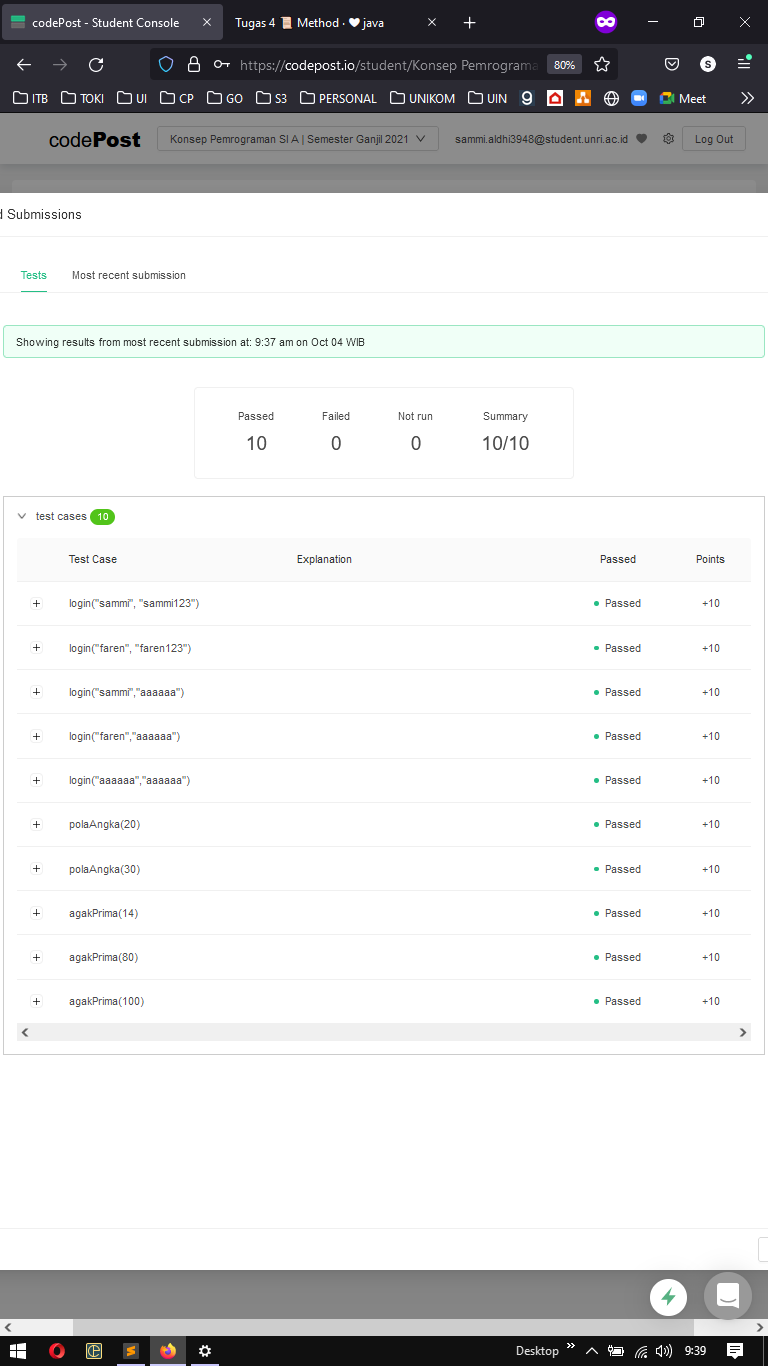 codePost - Student Console
Tugas 4 📜 Method · ♥ java
https://codepost.io/student/Konsep Pemrograma
80%
S
ITB TOKI UI CP GO S3 PERSONAL UNIKOM UIN Meet
codePost
Konsep Pemrograman SI A | Semester Ganjil 2021
sammi.aldhi3948@student.unri.ac.id
Log Out
d Submissions
Tests Most recent submission
Showing results from most recent submission at: 9:37 am on Oct 04 WIB
Passed Failed Not run Summary
10 0 0 10/10
test cases 10
Test Case Explanation Passed Points
login("sammi", "sammi123") Passed +10
login("faren", "faren123") Passed +10
login("sammi","aaaaaa") Passed +10
login("faren","aaaaaa") Passed +10
login("aaaaaa","aaaaaa") Passed +10
polaAngka(20) Passed +10
polaAngka(30) Passed +10
agakPrima(14) Passed +10
agakPrima(80) Passed +10
agakPrima(100) Passed +10
Desktop
9:39